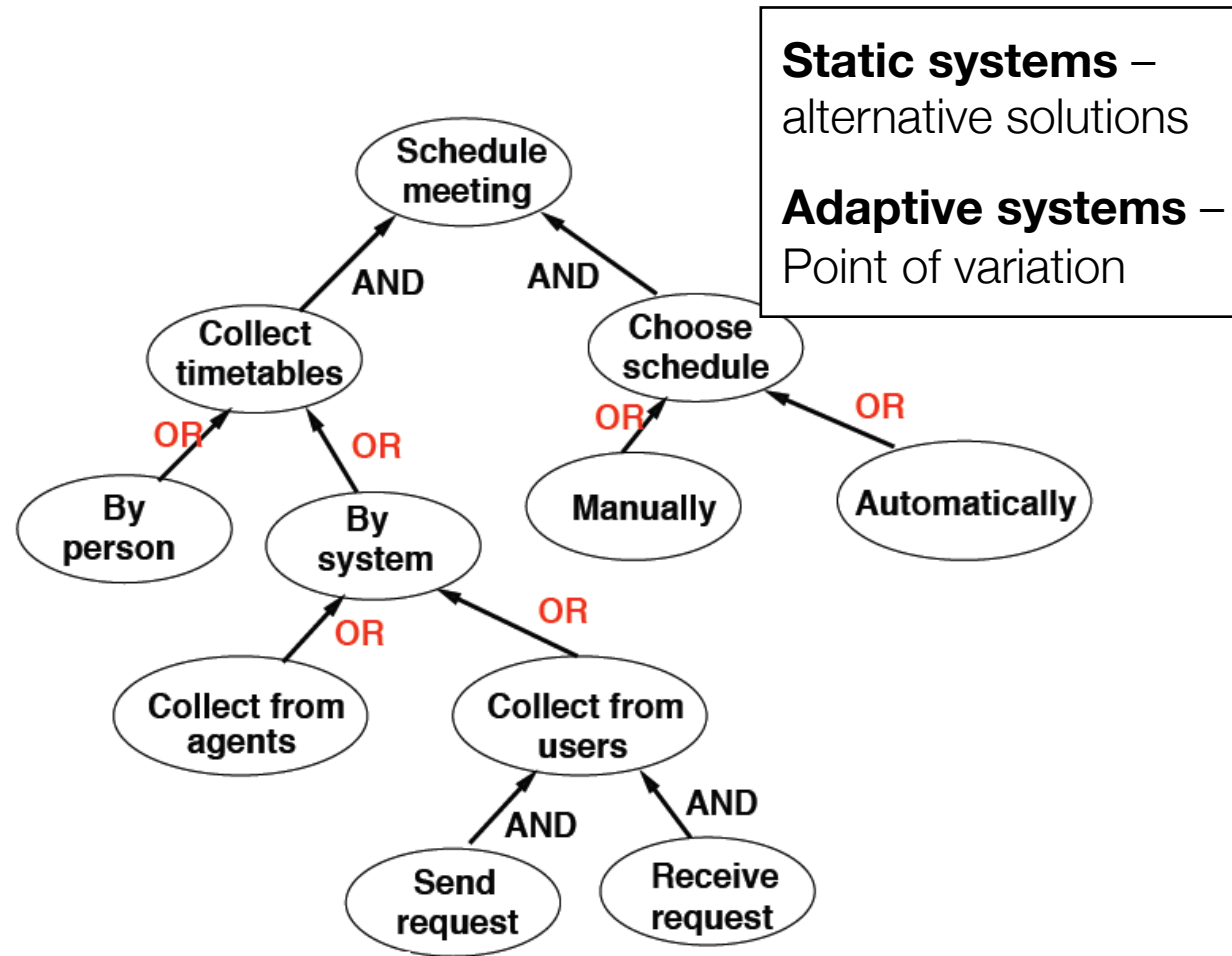 Static systems –
alternative solutions
Adaptive systems –
Point of variation
Schedule
meeting
AND
AND
Collect
timetables
Choose
schedule
OR
OR
OR
OR
By
person
By
system
Manually
Automatically
OR
OR
Collect from
agents
Collect from
users
AND
AND
Send
request
Receive
request